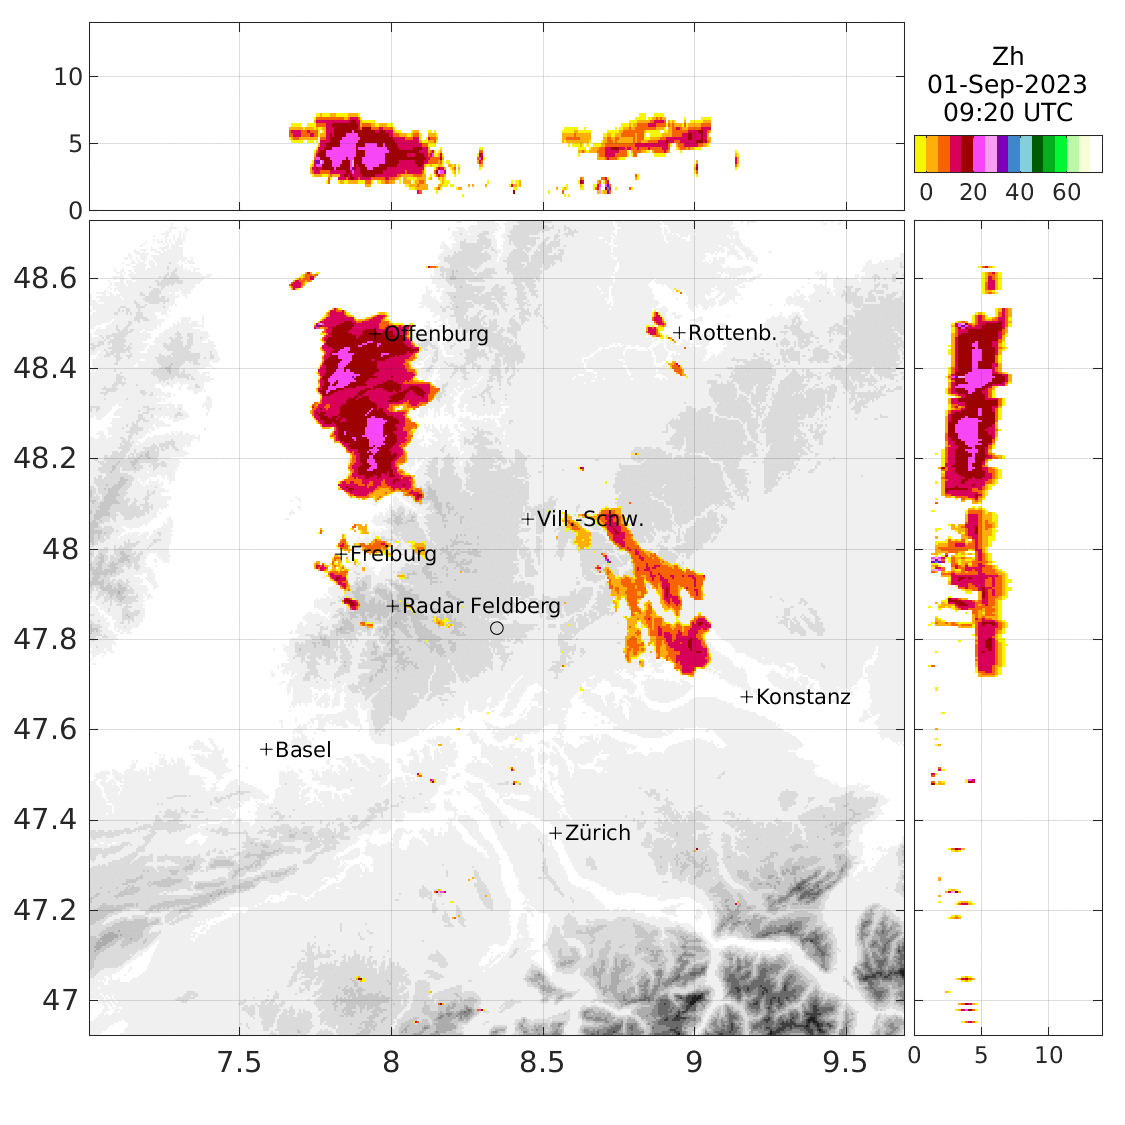 10
5
0
Zh
01-Sep-2023
09:20 UTC
0 20 40 60
48.6
48.4
48.2
48
47.8
47.6
47.4
47.2
47
Offenburg
Rottenb.
Vill.-Schw.
Freiburg
Radar Feldberg
Konstanz
Basel
Zürich
7.5 8 8.5 9 9.5
0 5 10